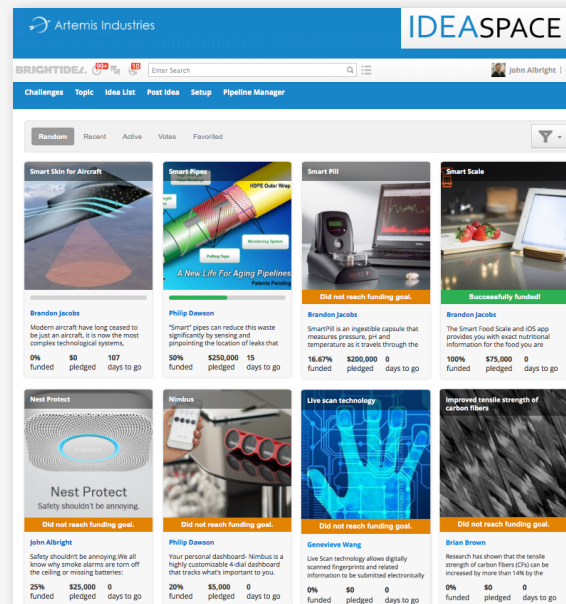 Artemis Industries
IDEASPACE
BRIGHTIDEA
99+
10
Enter Search
John Albright
Challenges Topic Idea List Post Idea Setup Pipeline Manager
Random Recent Active Votes Favorited
Smart Skin for Aircraft
Brandon Jacobs
Modern aircraft have long ceased to
be just an aircraft, it is now the most
complex technological systems,
0% $0 107
funded pledged days to go
Smart Pipes
HDPE Outer Wrap
Monitoring System
Pulling Tape
A New Life For Aging Pipelines
Patents Pending
Philip Dawson
"Smart" pipes can reduce this waste
significantly by sensing and
pinpointing the location of leaks that
50% $250,000 15
funded pledged days to go
Smart Pill
Did not reach funding goal.
Brandon Jacobs
SmartPill is an ingestible capsule that
measures pressure, pH and
temperature as it travels through the
16.67% $200,000 0
funded pledged days to go
Smart Scale
Successfully funded!
Brandon Jacobs
The Smart Food Scale and iOS app
provides you with exact nutritional
information for the food you are
100% $75,000 0
funded pledged days to go
Nest Protect
Nest Protect
Safety shouldn't be annoying.
Did not reach funding goal.
John Albright
Safety shouldn't be annoying.We all
know why smoke alarms are torn off
the ceiling or missing batteries:
25% $25,000 0
funded pledged days to go
Nimbus
Did not reach funding goal.
Philip Dawson
Your personal dashboard- Nimbus is a
highly customizable 4-dial dashboard
that tracks what's important to you.
20% $5,000 0
funded pledged days to go
Live scan technology
Did not reach funding goal.
Genevieve Wang
Live Scan technology allows digitally
scanned fingerprints and related
information to be submitted electronically
0% $0 0
funded pledged days to go
Improved tensile strength of
carbon fibers
Did not reach funding goal.
Brian Brown
Research has shown that the tensile
strength of carbon fibers (CFs) can be
increased by more than 14% by the
0% $0 0
funded pledged days to go